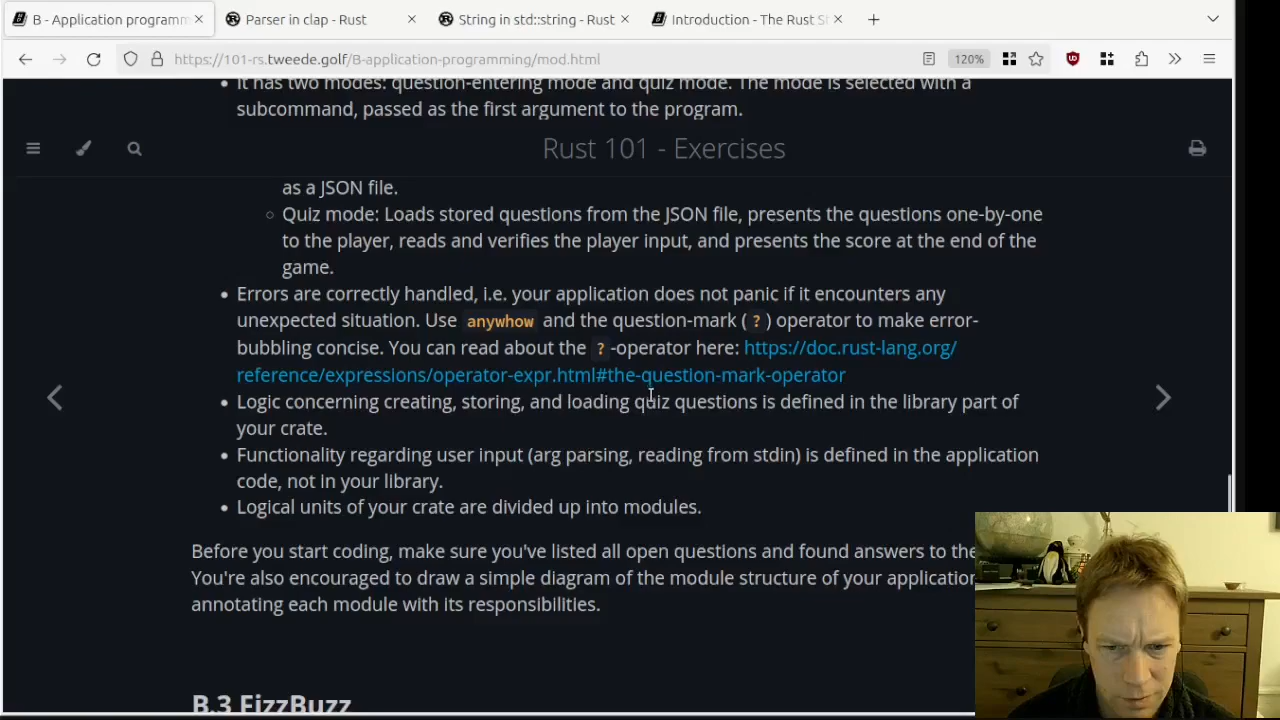 B - Application programm
Parser in clap - Rust
String in std::string - Rust
Introduction - The Rust S
https://101-rs.tweede.golf/B-application-programming/mod.html
120%
It has two modes: question-entering mode and quiz mode. The mode is selected with a
subcommand, passed as the first argument to the program.
Rust 101 - Exercises
as a JSON file.
Quiz mode: Loads stored questions from the JSON file, presents the questions one-by-one
to the player, reads and verifies the player input, and presents the score at the end of the
game.
Errors are correctly handled, i.e. your application does not panic if it encounters any
unexpected situation. Use anywhow and the question-mark ( ? ) operator to make error-
bubbling concise. You can read about the ? -operator here: https://doc.rust-lang.org/
reference/expressions/operator-expr.html#the-question-mark-operator
Logic concerning creating, storing, and loading quiz questions is defined in the library part of
your crate.
Functionality regarding user input (arg parsing, reading from stdin) is defined in the application
code, not in your library.
Logical units of your crate are divided up into modules.
Before you start coding, make sure you've listed all open questions and found answers to the
You're also encouraged to draw a simple diagram of the module structure of your application
annotating each module with its responsibilities.
B.3 FizzBuzz